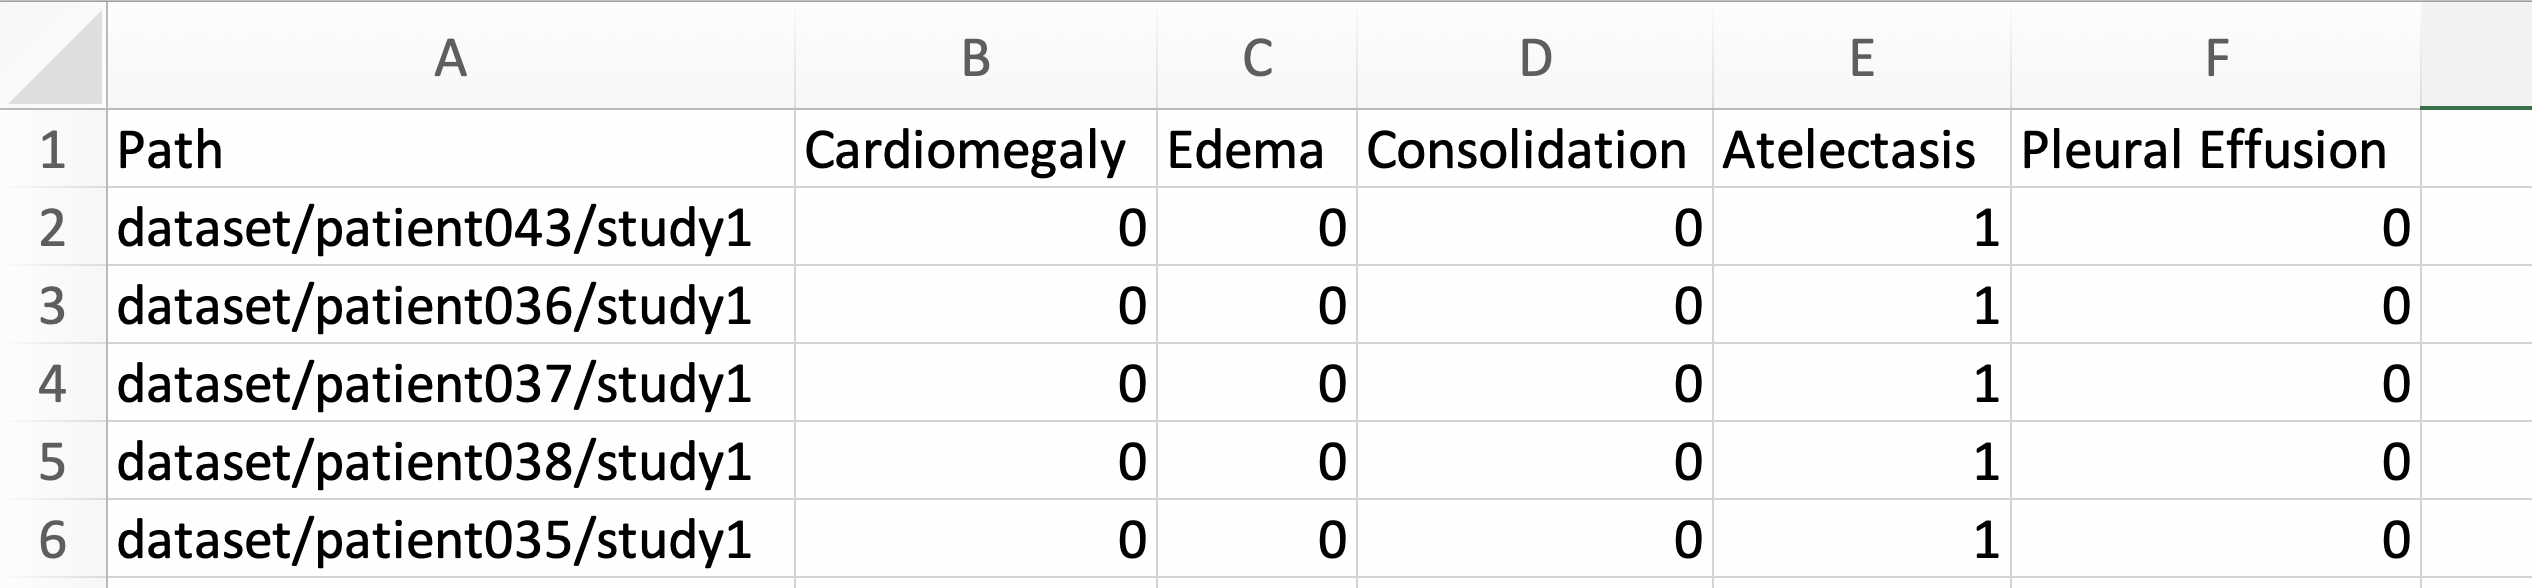 A B C D E F
1 Path Cardiomegaly Edema Consolidation Atelectasis Pleural Effusion
2 dataset/patient043/study1 0 0 0 1 0
3 dataset/patient036/study1 0 0 0 1 0
4 dataset/patient037/study1 0 0 0 1 0
5 dataset/patient038/study1 0 0 0 1 0
6 dataset/patient035/study1 0 0 0 1 0